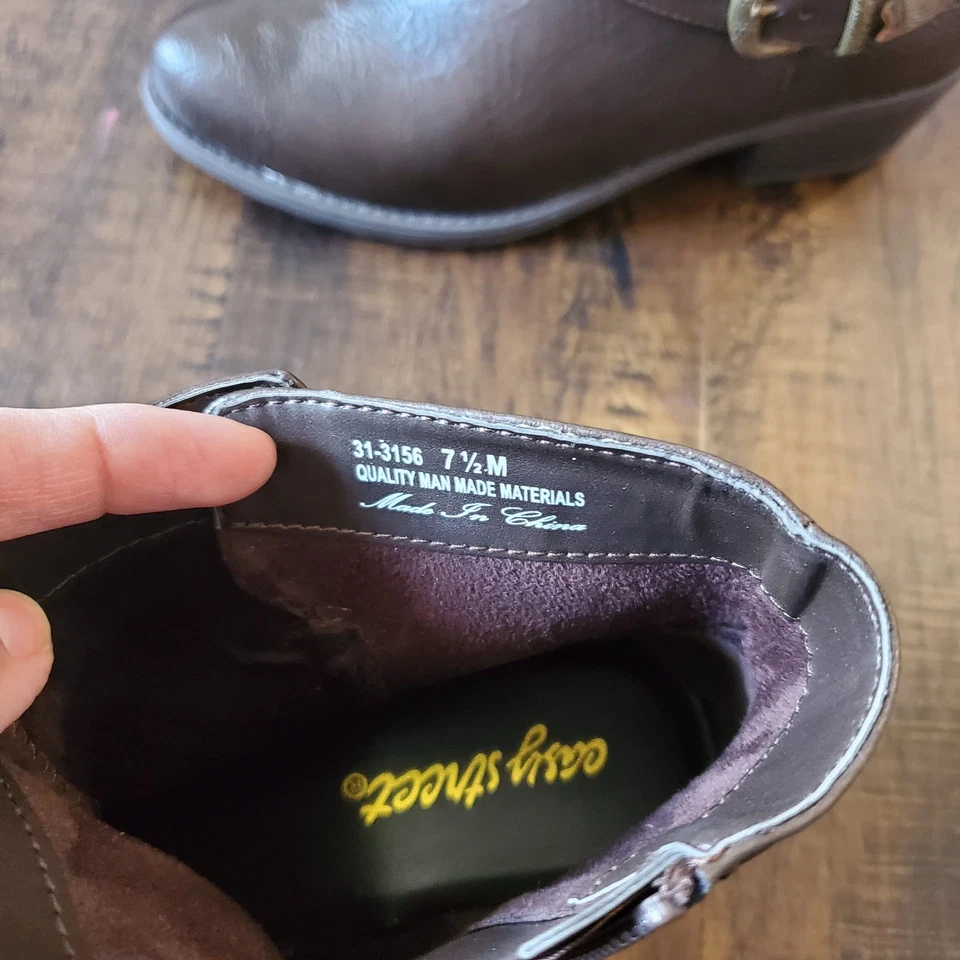 31-3156 7 ½ M
QUALITY MAN MADE MATERIALS
Made In China
easy street®